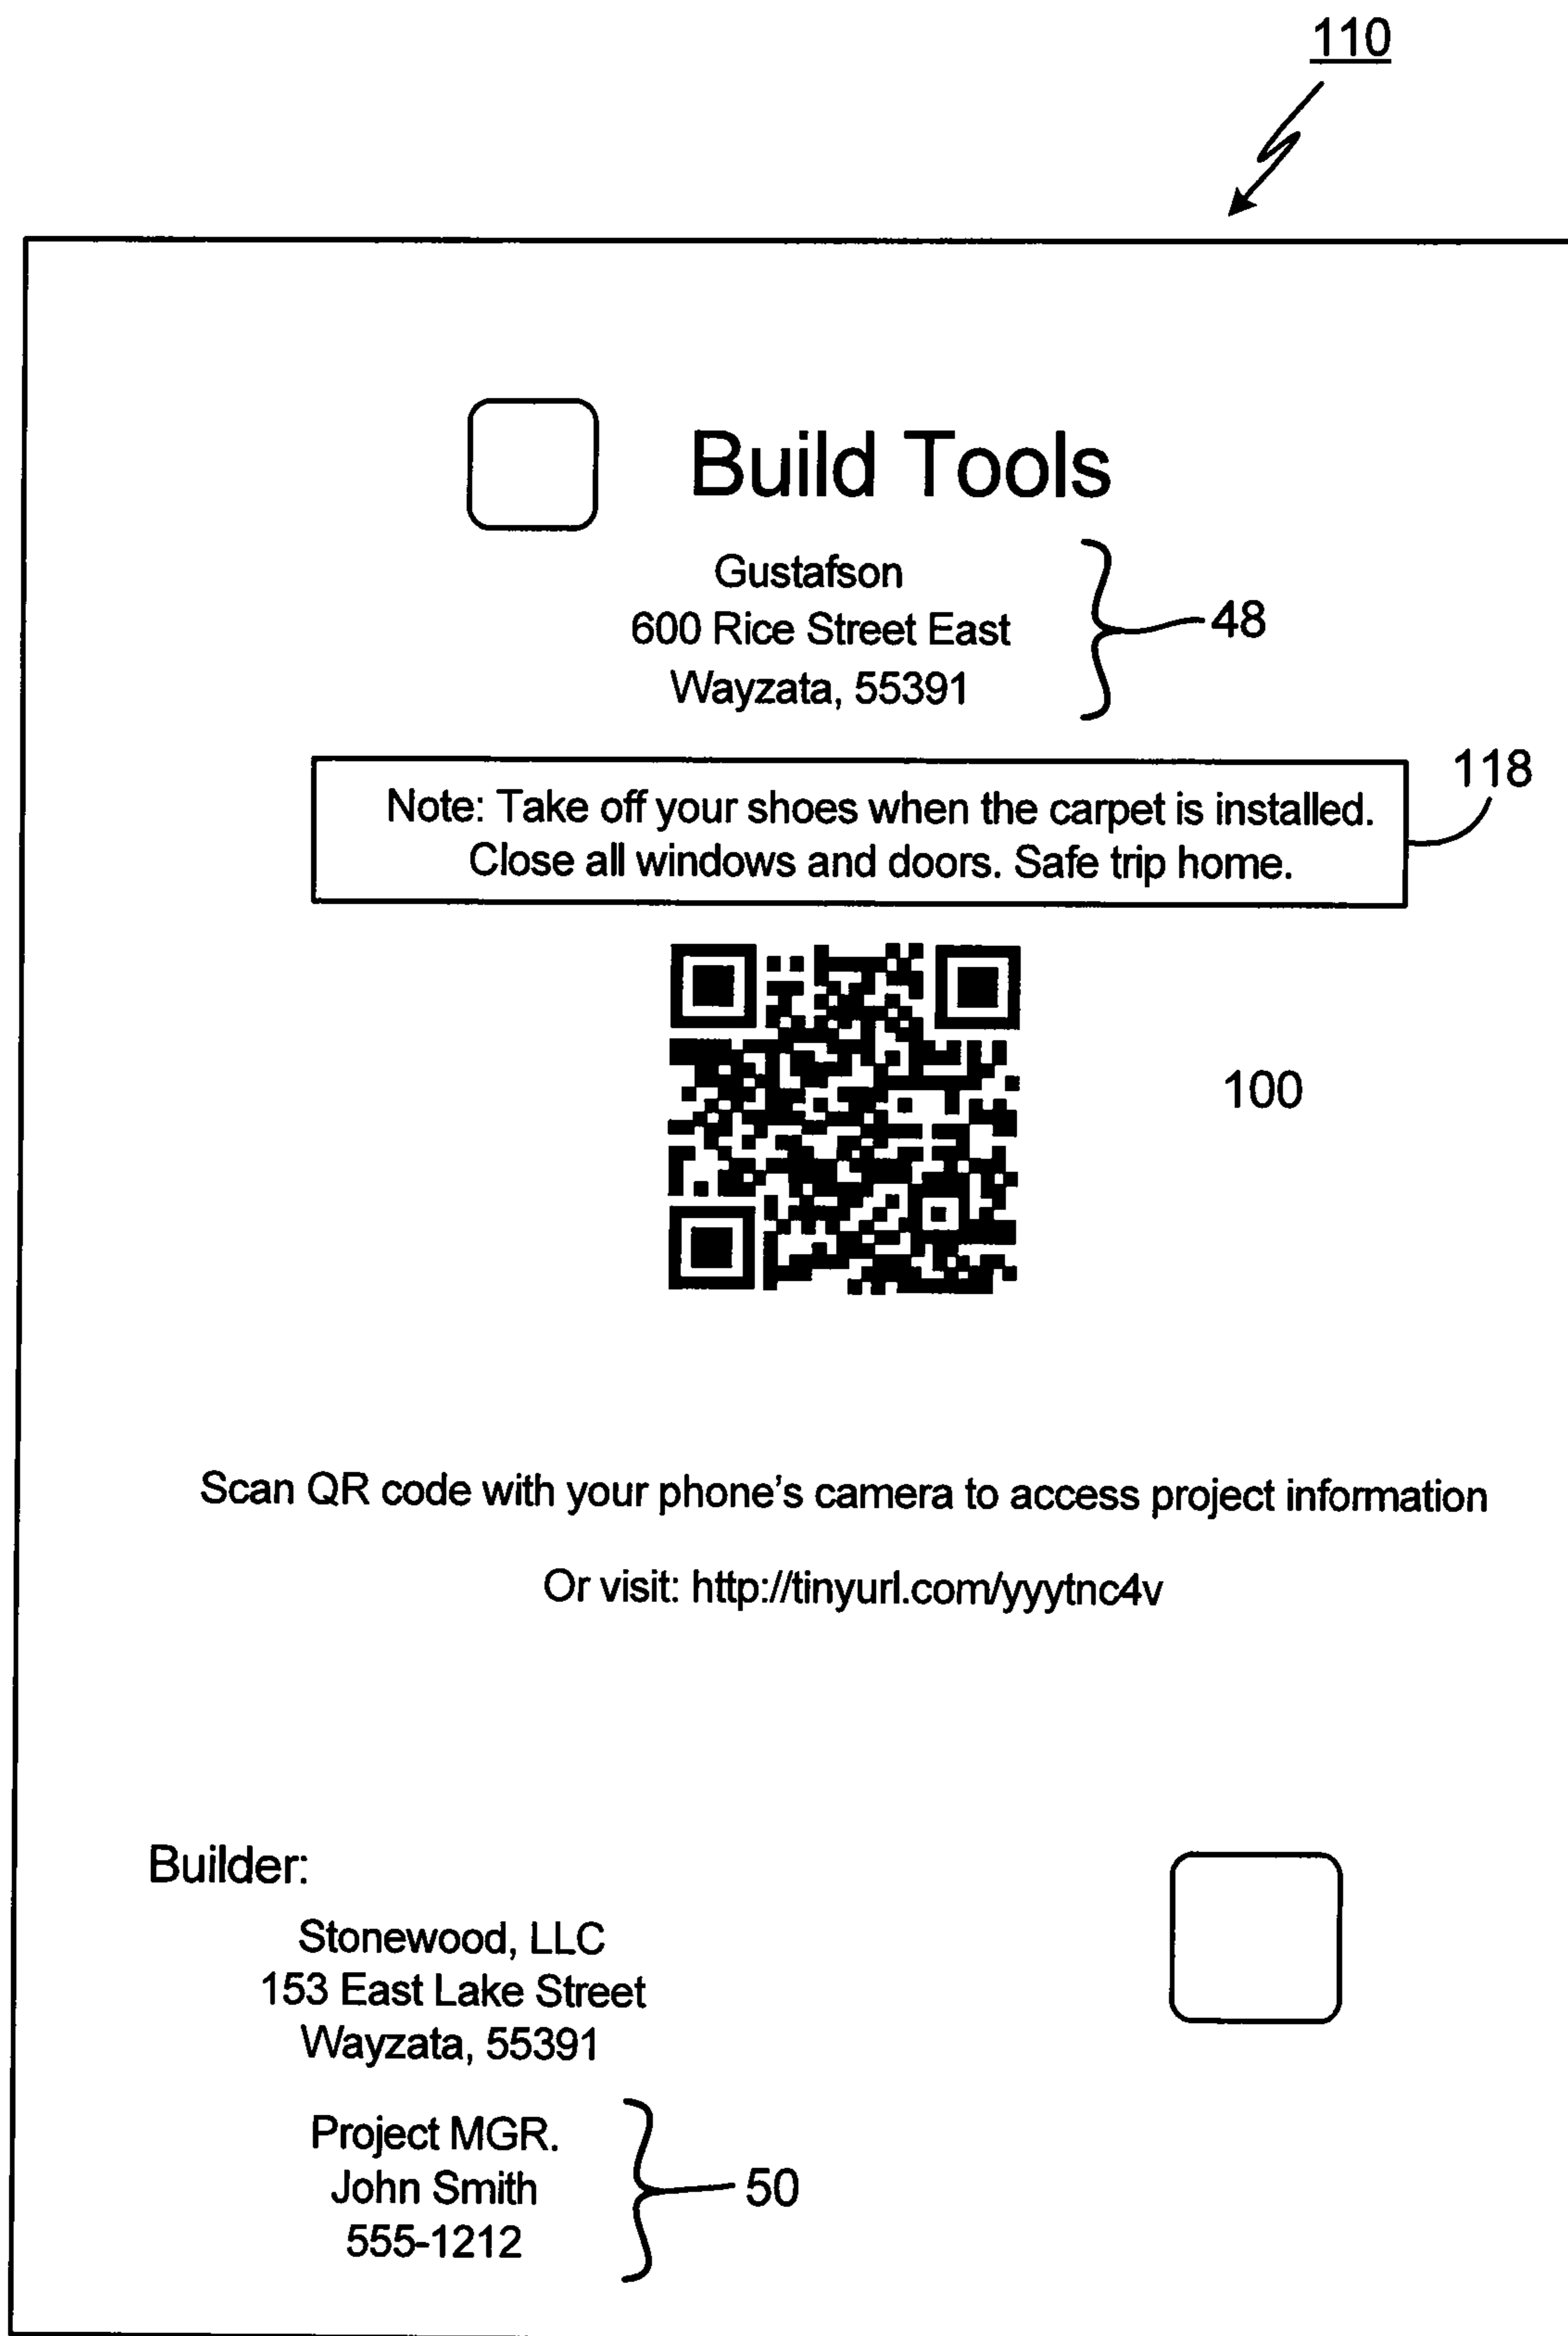 110
Build Tools
Gustafson
600 Rice Street East
Wayzata, 55391
48
118
Note: Take off your shoes when the carpet is installed.
Close all windows and doors. Safe trip home.
100
Scan QR code with your phone's camera to access project information
Or visit: http://tinyurl.com/yyytnc4v
Builder:
Stonewood, LLC
153 East Lake Street
Wayzata, 55391
Project MGR.
John Smith
555-1212
50